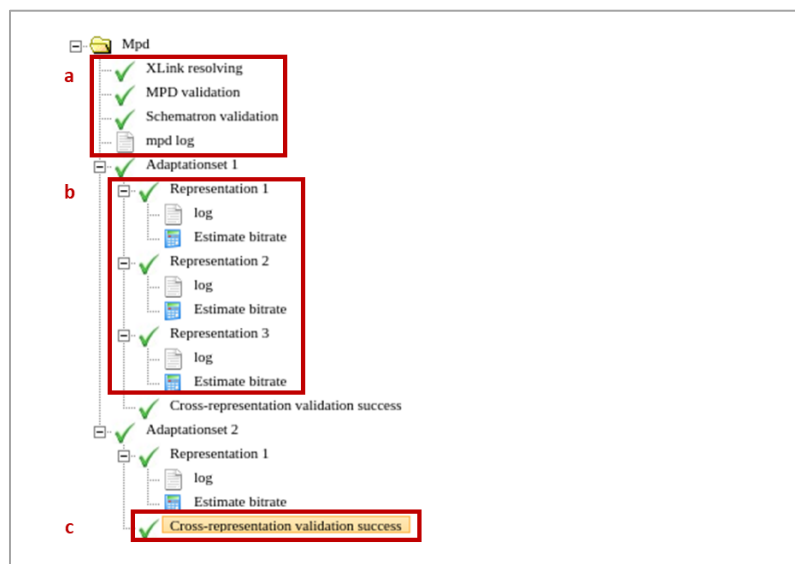 Mpd
a
XLink resolving
MPD validation
Schematron validation
mpd log
Adaptationset 1
b
Representation 1
log
Estimate bitrate
Representation 2
log
Estimate bitrate
Representation 3
log
Estimate bitrate
Cross-representation validation success
Adaptationset 2
Representation 1
log
Estimate bitrate
c
Cross-representation validation success